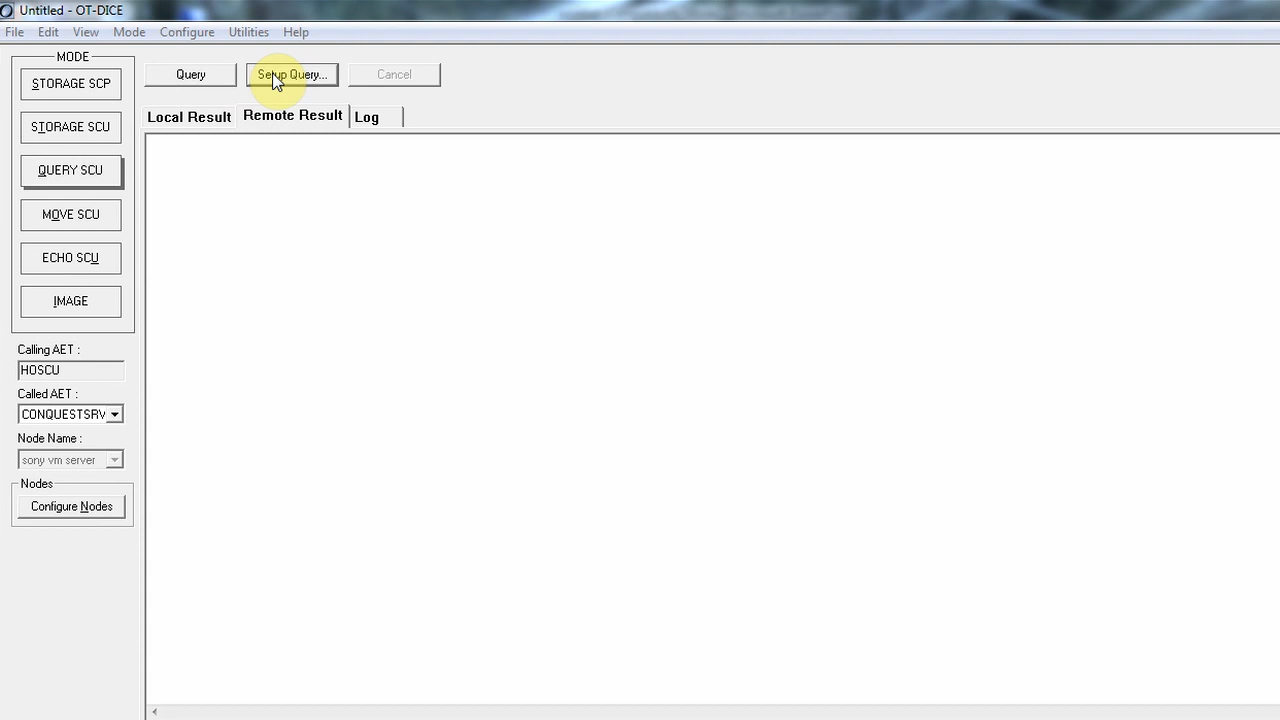 Untitled - OT-DICE
File Edit View Mode Configure Utilities Help
MODE
STORAGE SCP
STORAGE SCU
QUERY SCU
MOVE SCU
ECHO SCU
IMAGE
Calling AET :
HOSCU
Called AET :
CONQUESTSRV
Node Name :
sony vm server
Nodes
Configure Nodes
Query Setup Query... Cancel
Local Result Remote Result Log